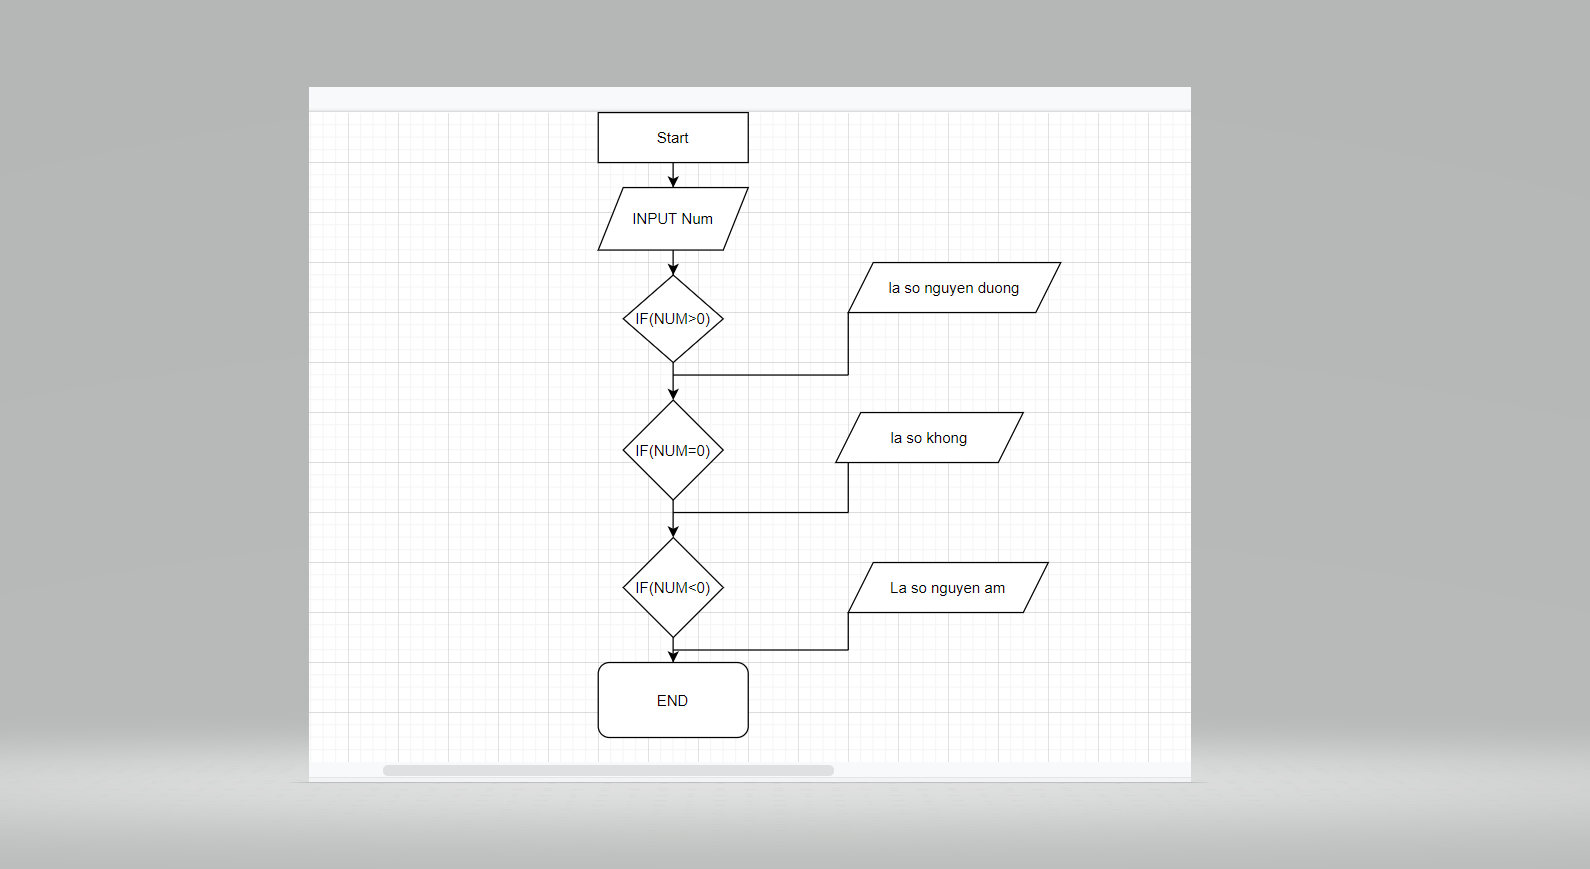 Start
INPUT Num
la so nguyen duong
IF(NUM>0)
la so khong
IF(NUM=0)
La so nguyen am
IF(NUM<0)
END